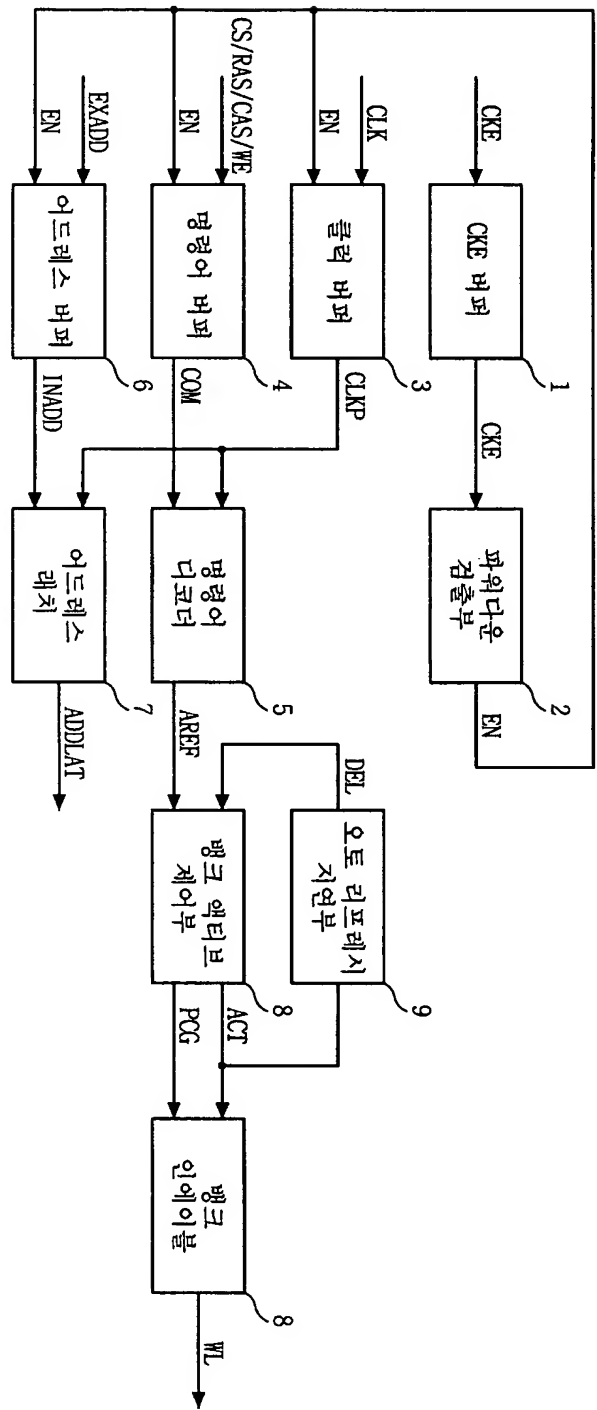 CKE
CKE 버퍼
1
CKE
파워다운
검출부
2
EN
CLK
EN
클럭 버퍼
3
CLKP
DEL
오토 리프레시
지연부
9
CS/RAS/CAS/WE
EN
명령어 버퍼
4
COM
명령어
디코더
5
AREF
뱅크 액티브
제어부
8
ACT
PCG
뱅크
인에이블
8
WL
EXADD
EN
어드레스 버퍼
6
INADD
어드레스
래치
7
ADDLAT